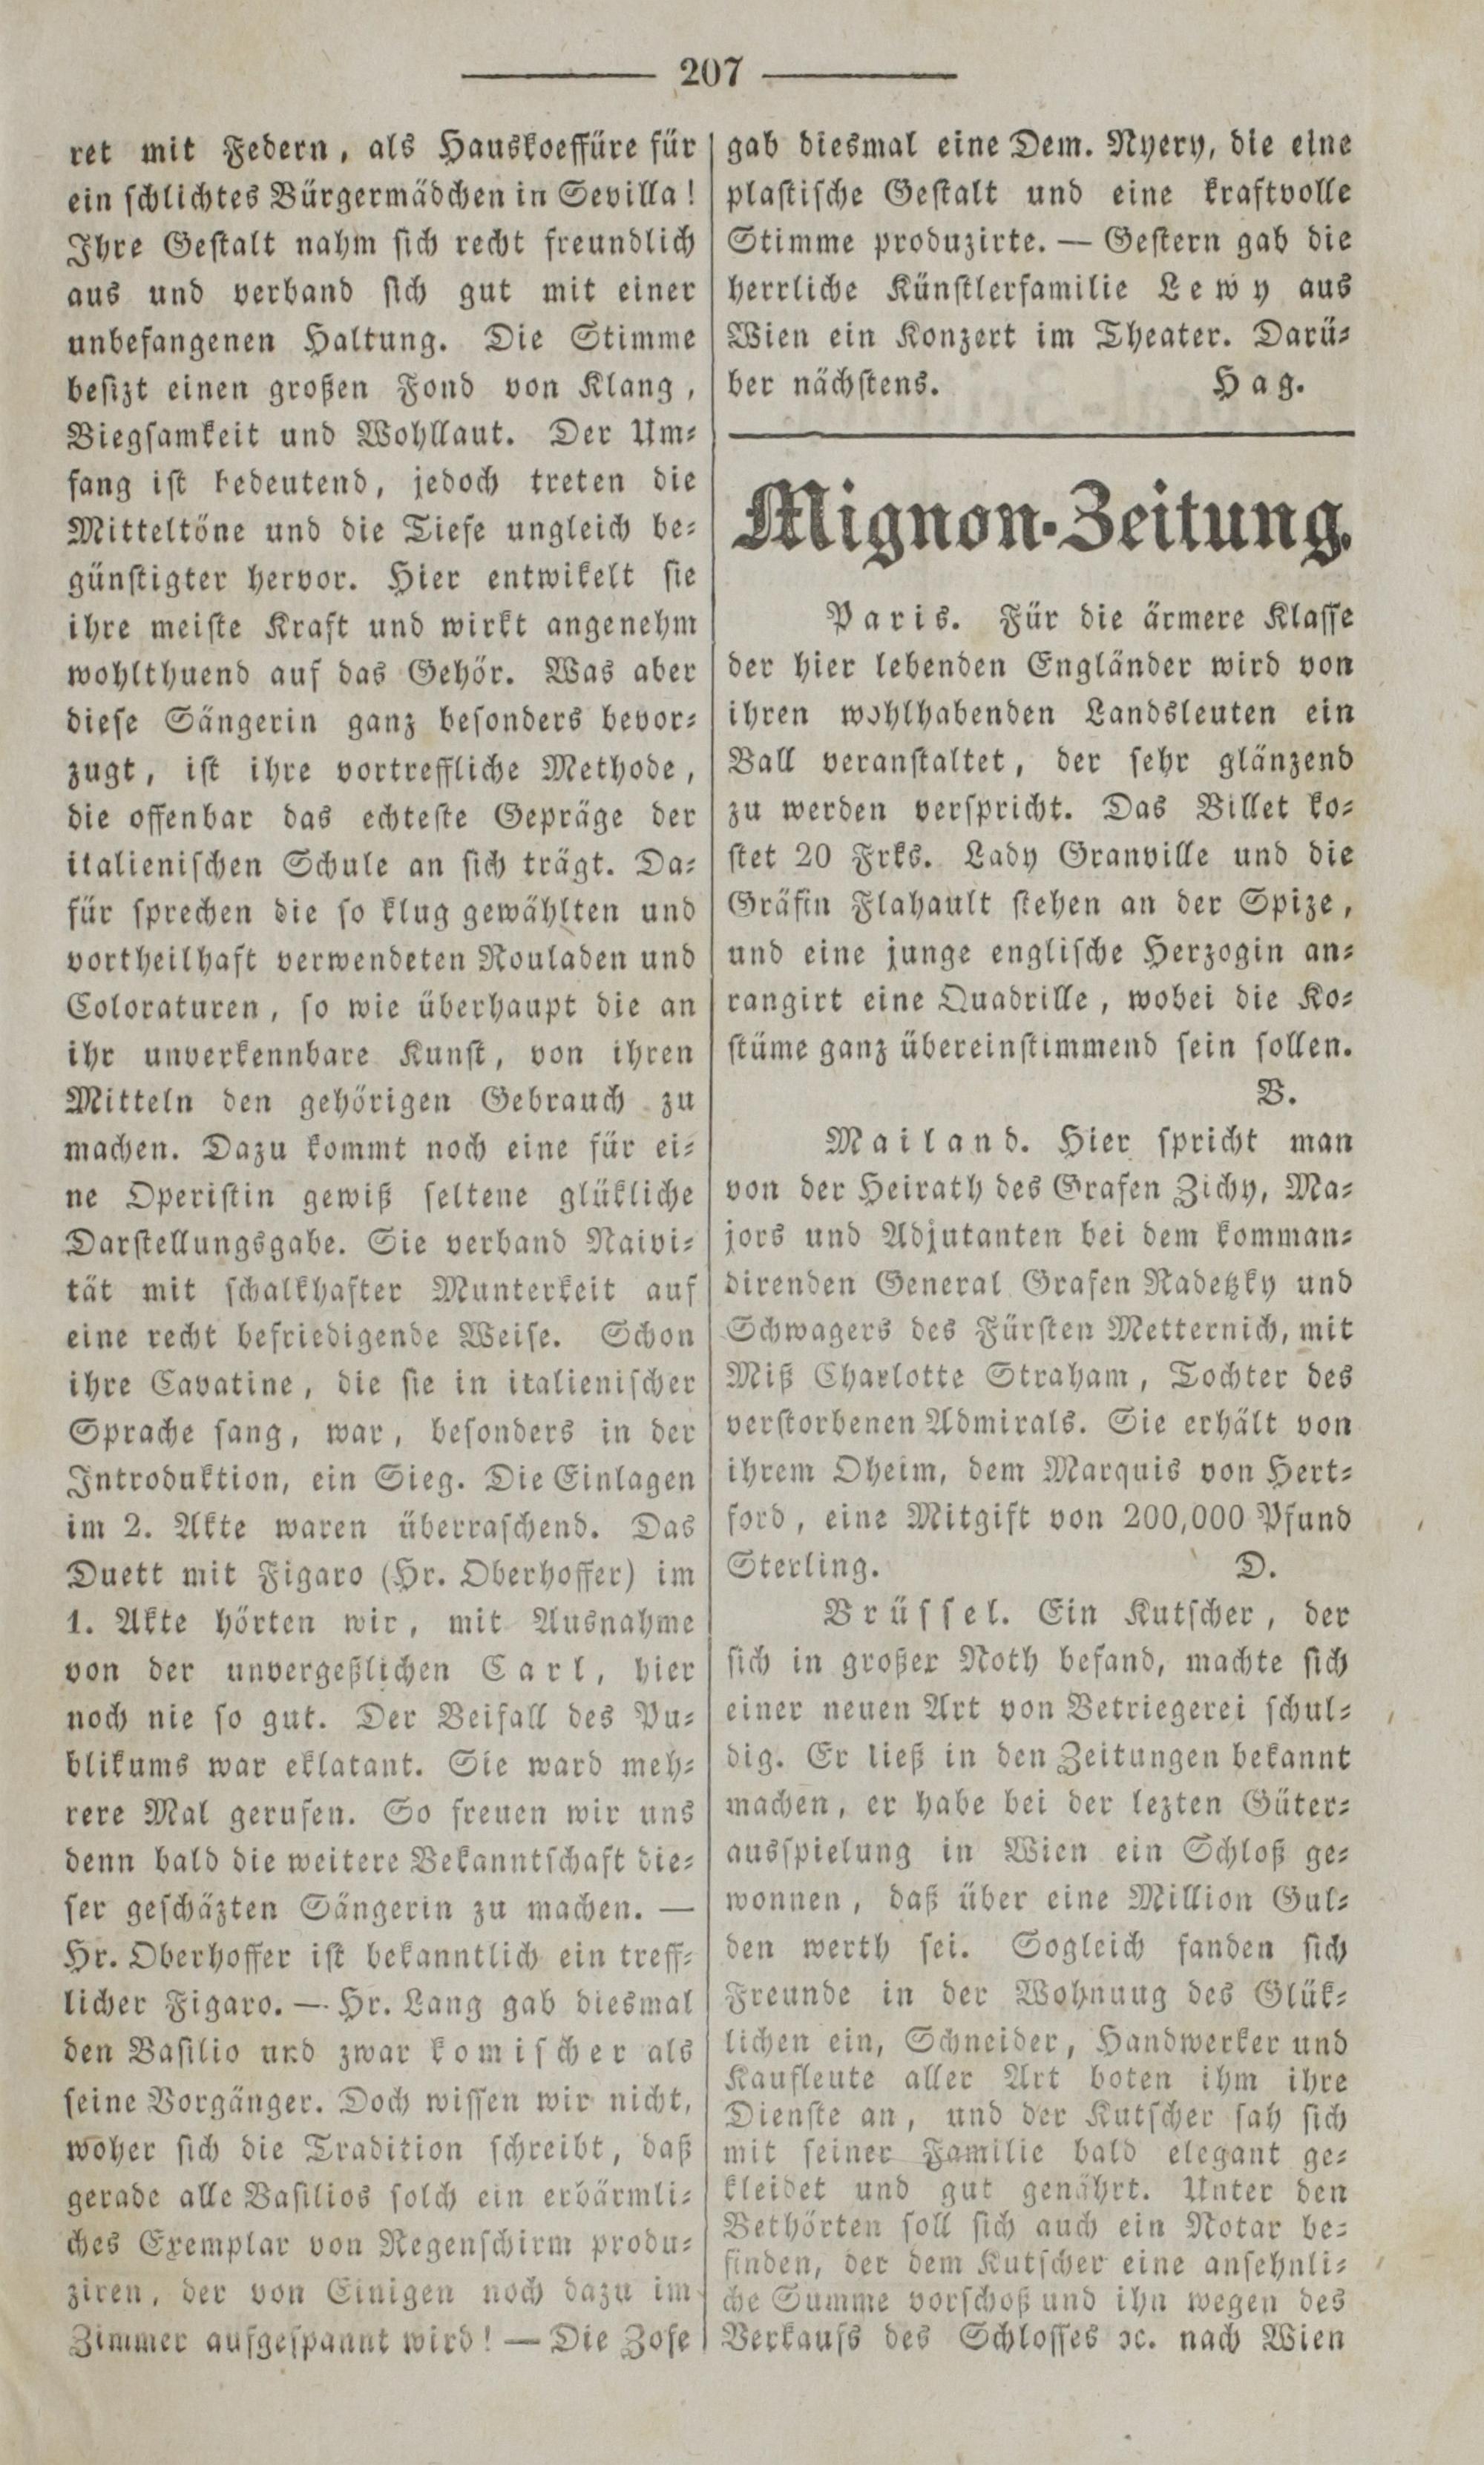 207
ret mit Federn, als Hauskoeffüre für
ein schlichtes Bürgermädchen in Sevilla!
Ihre Gestalt nahm sich recht freundlich
aus und verband sich gut mit einer
unbefangenen Haltung. Die Stimme
besizt einen großen Fond von Klang,
Biegsamkeit und Wohllaut. Der Um-
fang ist bedeutend, jedoch treten die
Mitteltöne und die Tiefe ungleich be-
günstigter hervor. Hier entwikelt sie
ihre meiste Kraft und wirkt angenehm
wohlthuend auf das Gehör. Was aber
diese Sängerin ganz besonders bevor-
zugt, ist ihre vortreffliche Methode,
die offenbar das echteste Gepräge der
italienischen Schule an sich trägt. Da-
für sprechen die so klug gewählten und
vortheilhaft verwendeten Rouladen und
Coloraturen, so wie überhaupt die an
ihr unverkennbare Kunst, von ihren
Mitteln den gehörigen Gebrauch zu
machen. Dazu kommt noch eine für ei-
ne Operistin gewiß seltene glükliche
Darstellungsgabe. Sie verband Naivi-
tät mit schalkhafter Munterkeit auf
eine recht befriedigende Weise. Schon
ihre Cavatine, die sie in italienischer
Sprache sang, war, besonders in der
Introduktion, ein Sieg. Die Einlagen
im 2. Akte waren überraschend. Das
Duett mit Figaro (Hr. Oberhoffer) im
1. Akte hörten wir, mit Ausnahme
von der unvergeßlichen Carl, hier
noch nie so gut. Der Beifall des Pu-
blikums war eklatant. Sie ward meh-
rere Mal gerufen. So freuen wir uns
denn bald die weitere Bekanntschaft die-
ser geschäzten Sängerin zu machen. —
Hr. Oberhoffer ist bekanntlich ein treff-
licher Figaro. — Hr. Lang gab diesmal
den Basilio und zwar komischer als
seine Vorgänger. Doch wissen wir nicht,
woher sich die Tradition schreibt, daß
gerade alle Basilios solch ein erbärmli-
ches Exemplar von Regenschirm produ-
ziren, der von Einigen noch dazu im
Zimmer aufgespannt wird! — Die Zofe
gab diesmal eine Dem. Nyery, die eine
plastische Gestalt und eine kraftvolle
Stimme produzirte. — Gestern gab die
herrliche Künstlerfamilie Lewy aus
Wien ein Konzert im Theater. Darü-
ber nächstens. Hag.
Mignon-Zeitung.
Paris. Für die ärmere Klasse
der hier lebenden Engländer wird von
ihren wohlhabenden Landsleuten ein
Ball veranstaltet, der sehr glänzend
zu werden verspricht. Das Billet ko-
stet 20 Frks. Lady Granville und die
Gräfin Flahault stehen an der Spize,
und eine junge englische Herzogin an-
rangirt eine Quadrille, wobei die Ko-
stüme ganz übereinstimmend sein sollen.
B.
Mailand. Hier spricht man
von der Heirath des Grafen Zichy, Ma-
jors und Adjutanten bei dem komman-
direnden General Grafen Radetzky und
Schwagers des Fürsten Metternich, mit
Miß Charlotte Straham, Tochter des
verstorbenen Admirals. Sie erhält von
ihrem Oheim, dem Marquis von Hert-
ford, eine Mitgift von 200,000 Pfund
Sterling. D.
Brüssel. Ein Kutscher, der
sich in großer Noth befand, machte sich
einer neuen Art von Betriegerei schul-
dig. Er ließ in den Zeitungen bekannt
machen, er habe bei der lezten Güter-
ausspielung in Wien ein Schloß ge-
wonnen, daß über eine Million Gul-
den werth sei. Sogleich fanden sich
Freunde in der Wohnuug des Glük-
lichen ein, Schneider, Handwerker und
Kaufleute aller Art boten ihm ihre
Dienste an, und der Kutscher sah sich
mit seiner Familie bald elegant ge-
kleidet und gut genährt. Unter den
Bethörten soll sich auch ein Notar be-
finden, der dem Kutscher eine ansehnli-
che Summe vorschoß und ihn wegen des
Verkaufs des Schlosses ꝛc. nach Wien